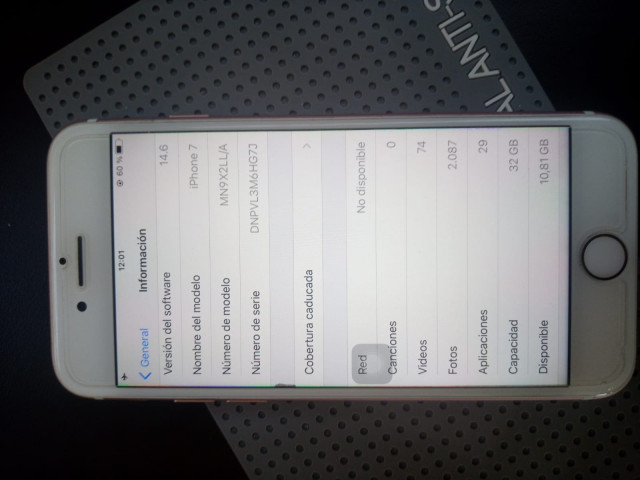 AL ANTI-S
12:01
60 %
General
Información
Versión del software 14.6
Nombre del modelo iPhone 7
Número de modelo MN9X2LL/A
Número de serie DNPVL3M6HG7J
Cobertura caducada
Red No disponible
Canciones 0
Videos 74
Fotos 2.087
Aplicaciones 29
Capacidad 32 GB
Disponible 10,81 GB